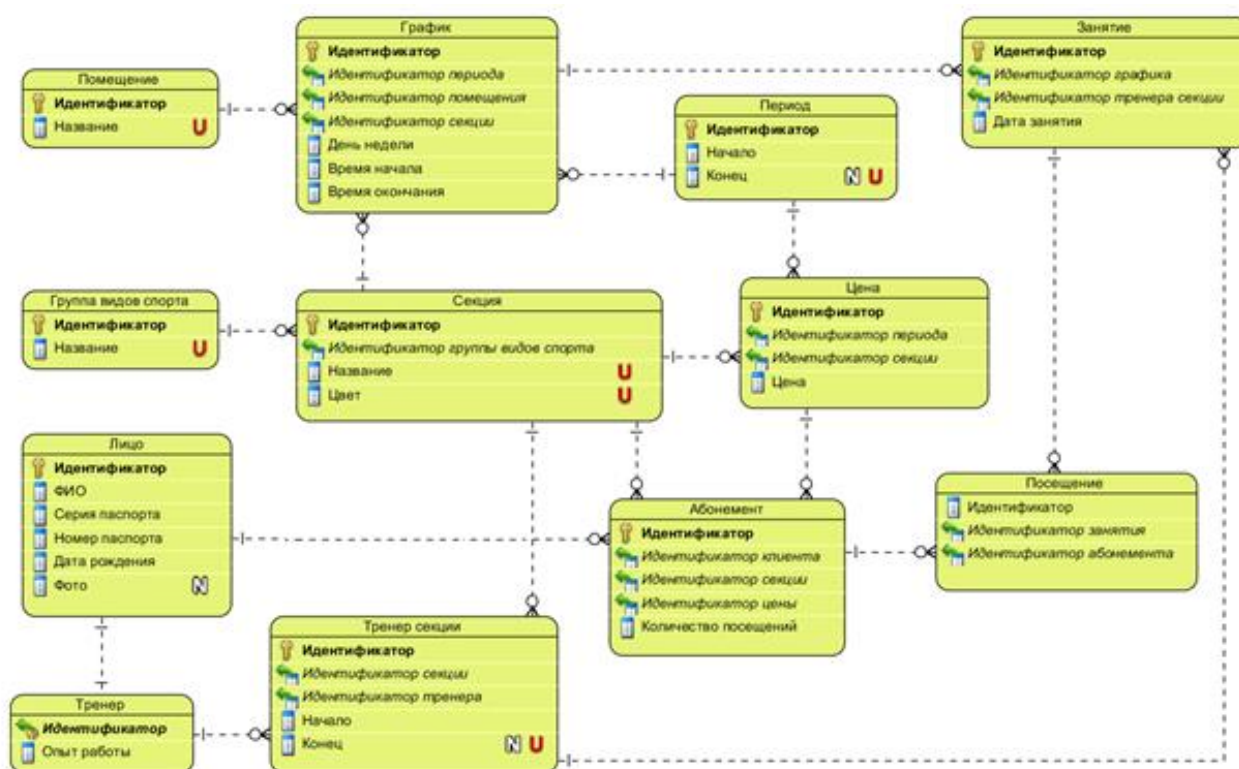 График
Идентификатор
Идентификатор периода
Идентификатор помещения
Идентификатор секции
День недели
Время начала
Время окончания
Занятие
Идентификатор
Идентификатор графика
Идентификатор тренера секции
Дата занятия
Помещение
Идентификатор
Название U
Период
Идентификатор
Начало
Конец N U
Группа видов спорта
Идентификатор
Название U
Секция
Идентификатор
Идентификатор группы видов спорта
Название U
Цвет U
Цена
Идентификатор
Идентификатор периода
Идентификатор секции
Цена
Лицо
Идентификатор
ФИО
Серия паспорта
Номер паспорта
Дата рождения
Фото N
Абонемент
Идентификатор
Идентификатор клиента
Идентификатор секции
Идентификатор цены
Количество посещений
Посещение
Идентификатор
Идентификатор занятия
Идентификатор абонемента
Тренер секции
Идентификатор
Идентификатор секции
Идентификатор тренера
Начало
Конец N U
Тренер
Идентификатор
Опыт работы